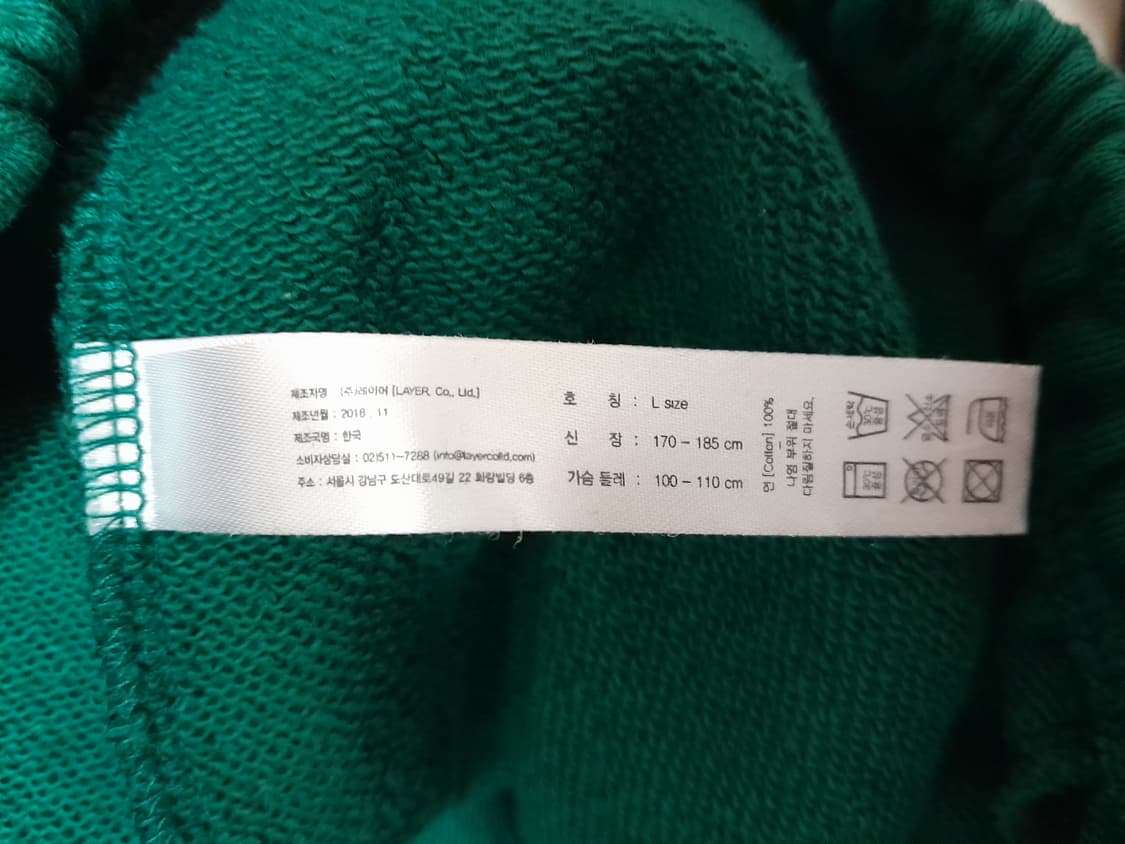 제조자명 (주)레이어 [LAYER. Co., Ltd.]
제조년월 : 2018 . 11
제조국명 : 한국
소비자상담실 : 02)511-7288 (info@layercoltd.com)
주소 : 서울시 강남구 도산대로49길 22 화랑빌딩 6층
호 칭 : L size
신 장 : 170 – 185 cm
가슴 둘레 : 100 – 110 cm
면 [Cotton] 100%
나염 부위 절대
다림질하지 마세요.